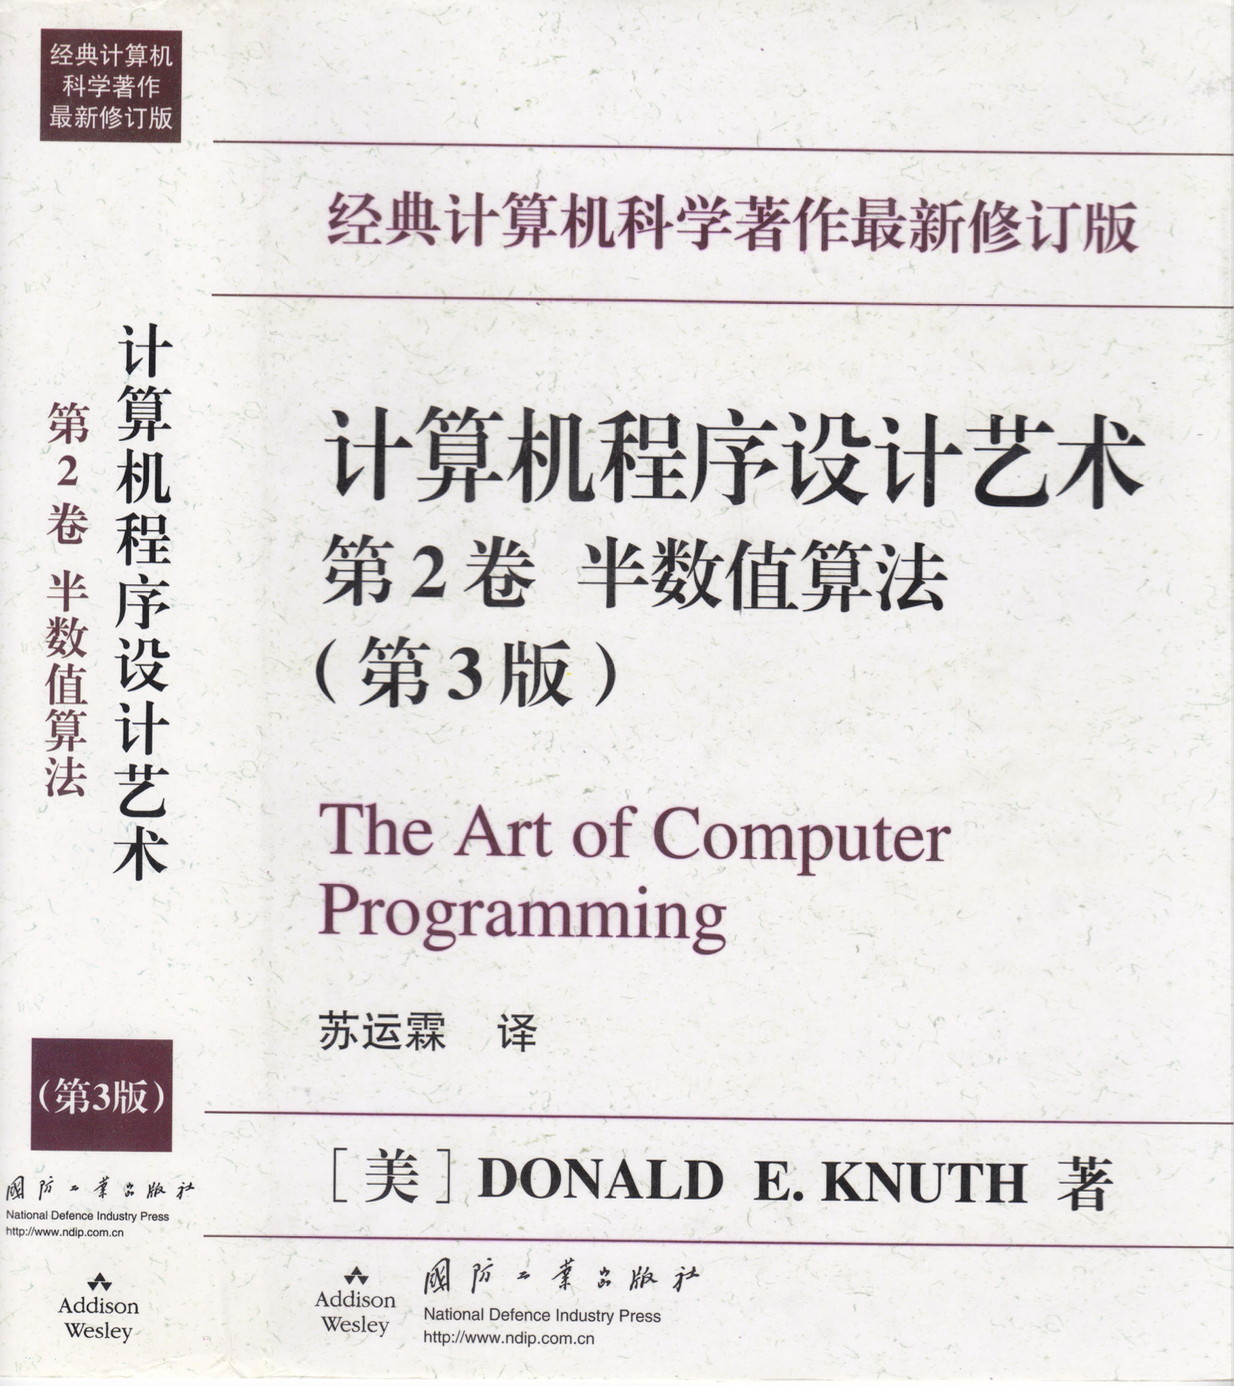 经典计算机
科学著作
最新修订版
计算机程序设计艺术
第2卷 半数值算法
（第3版）
國防工業出版社
National Defence Industry Press
http://www.ndip.com.cn
Addison
Wesley
经典计算机科学著作最新修订版
计算机程序设计艺术
第2卷 半数值算法
（第3版）
The Art of Computer
Programming
苏运霖 译
［美］DONALD E. KNUTH 著
Addison
Wesley
國防工業出版社
National Defence Industry Press
http://www.ndip.com.cn